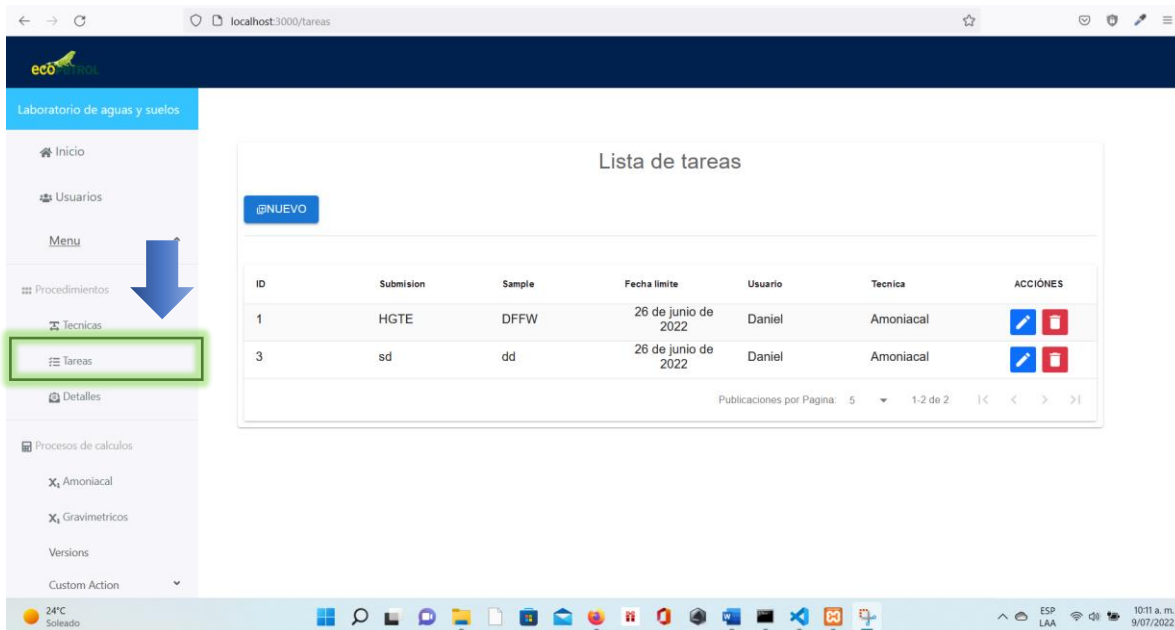 localhost:3000/tareas
ecoPETROL
Laboratorio de aguas y suelos
Inicio
Usuarios
Menu
Procedimientos
Tecnicas
Tareas
Detalles
Procesos de calculos
X₁ Amoniacal
X₁ Gravimetricos
Versions
Custom Action
Lista de tareas
NUEVO
ID Submision Sample Fecha limite Usuario Tecnica ACCIÓNES
1 HGTE DFFW 26 de junio de 2022 Daniel Amoniacal
3 sd dd 26 de junio de 2022 Daniel Amoniacal
Publicaciones por Pagina: 5 1-2 de 2
24°C
Soleado
ESP
LAA
10:11 a. m.
9/07/2022